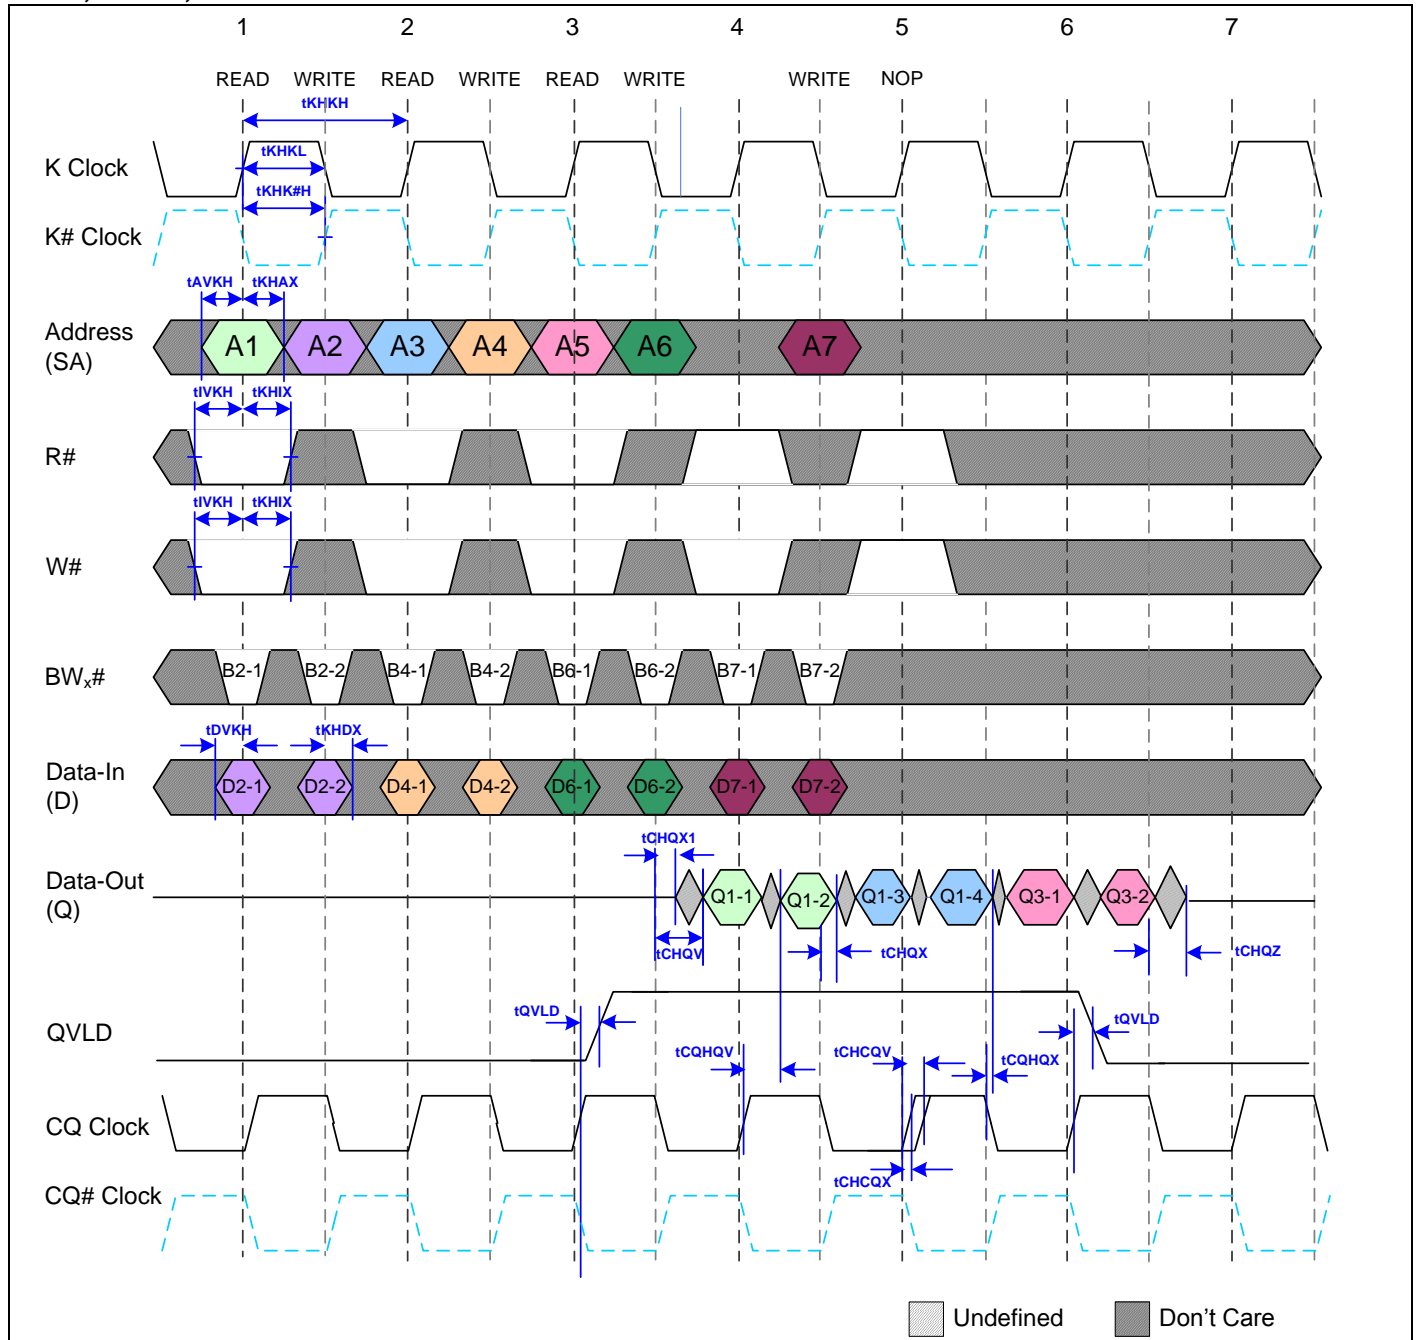 1 2 3 4 5 6 7
READ WRITE READ WRITE READ WRITE WRITE NOP
tKHKH
K Clock
tKHKL
tKHK#H
K# Clock
tAVKH tKHAX
Address
(SA)
A1 A2 A3 A4 A5 A6 A7
tIVKH tKHIX
R#
tIVKH tKHIX
W#
BWx#
B2-1 B2-2 B4-1 B4-2 B6-1 B6-2 B7-1 B7-2
tDVKH tKHDX
Data-In
(D)
D2-1 D2-2 D4-1 D4-2 D6-1 D6-2 D7-1 D7-2
tCHQX1
Data-Out
(Q)
Q1-1 Q1-2 Q1-3 Q1-4 Q3-1 Q3-2
tCHQV tCHQX tCHQZ
QVLD
tQVLD tQVLD
tCQHQV tCHCQV tCQHQX
CQ Clock
tCHCQX
CQ# Clock
Undefined Don't Care